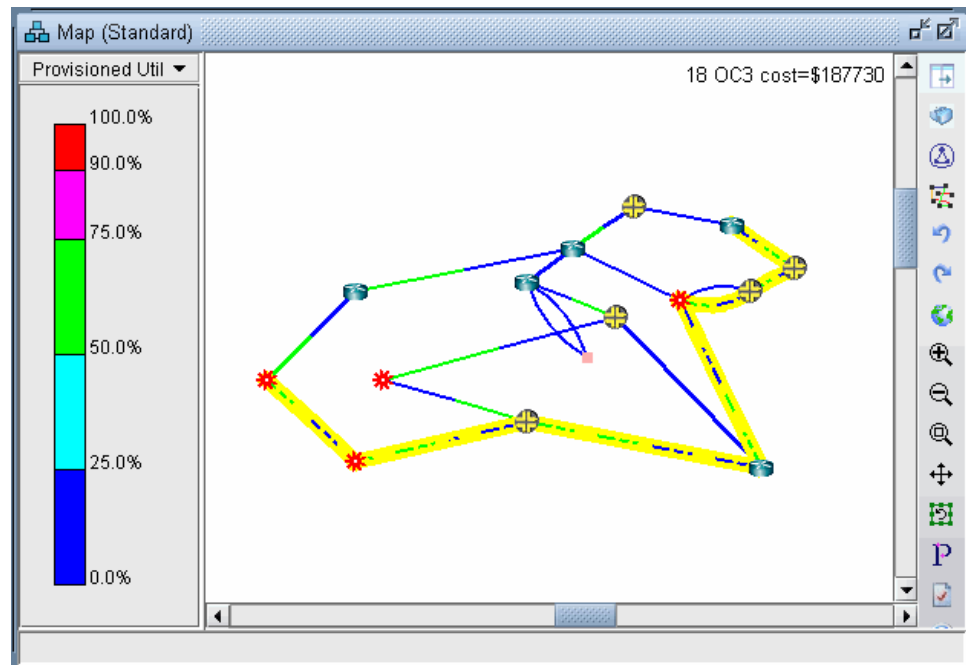 Map (Standard)
Provisioned Util
18 OC3 cost=$187730
100.0%
90.0%
75.0%
50.0%
25.0%
0.0%